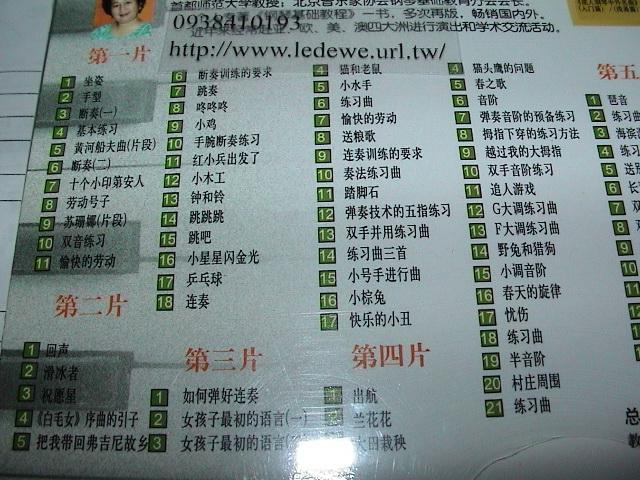 首都师范大学教授；北京音乐家协会钢琴基础教育分会会长。
基础教程》一书，多次再版，畅销国内外。
欧、美、澳四大洲进行演出和学术交流活动。
0938410193
http://www.ledewe.url.tw/
第一片
1 坐姿
2 手型
3 断奏(一)
4 基本练习
5 黄河船夫曲(片段)
6 断奏(二)
7 十个小印第安人
8 劳动号子
9 苏珊娜(片段)
10 双音练习
11 愉快的劳动
第二片
1 回声
2 滑冰者
3 祝愿星
4 《白毛女》序曲的引子
5 把我带回弗吉尼故乡
6 断奏训练的要求
7 跳奏
8 咚咚咚
9 小鸡
10 手腕断奏练习
11 红小兵出发了
12 小木工
13 钟和铃
14 跳跳跳
15 跳吧
16 小星星闪金光
17 乒乓球
18 连奏
第三片
1 如何弹好连奏
2 女孩子最初的语言(一)
3 女孩子最初的语言
4 猫和老鼠
5 小水手
6 练习曲
7 愉快的劳动
8 送粮歌
9 连奏训练的要求
10 奏法练习曲
11 踏脚石
12 弹奏技术的五指练习
13 双手并用练习曲
14 练习曲三首
15 小号手进行曲
16 小棕兔
17 快乐的小丑
第四片
1 出航
2 兰花花
田栽秧
4 猫头鹰的问题
5 春之歌
6 音阶
7 弹奏音阶的预备练习
8 拇指下穿的练习方法
9 越过我的大拇指
10 双手音阶练习
11 追人游戏
12 G大调练习曲
13 F大调练习曲
14 野兔和猎狗
15 小调音阶
16 春天的旋律
17 忧伤
18 练习曲
19 半音阶
20 村庄周围
21 练习曲
第五
1 琶音
2 练习
3 海滨
4 练习
5 送
6
7
8
总
教